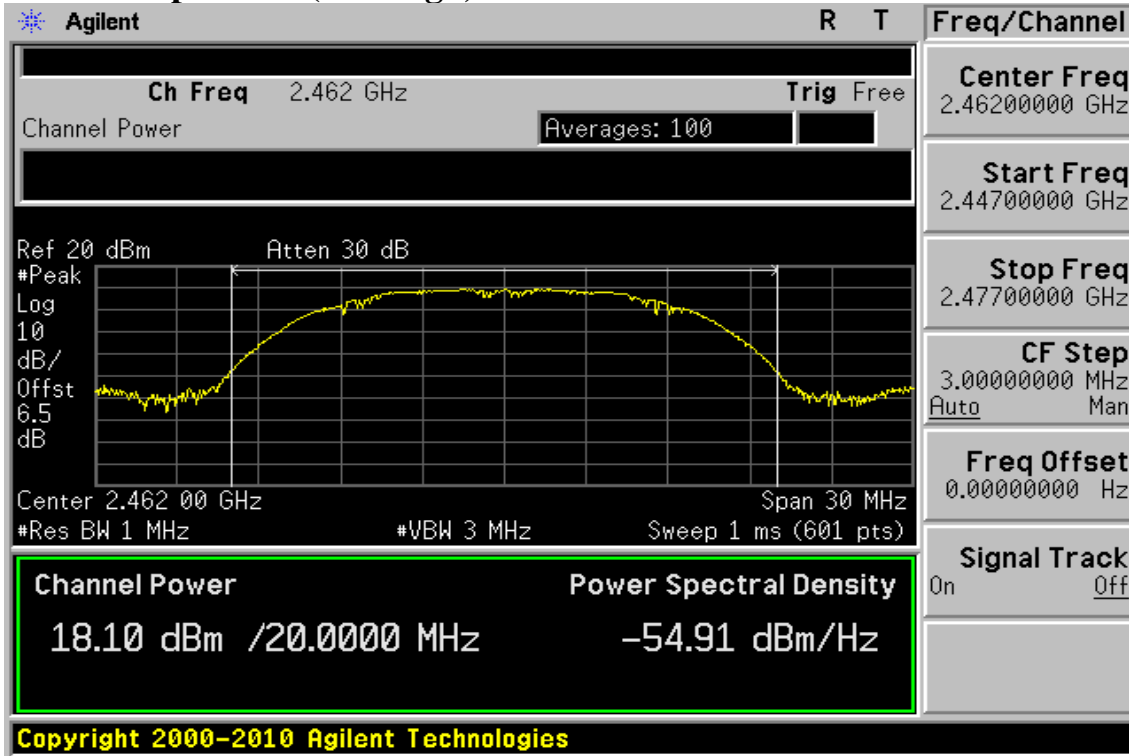 Agilent R T Freq/Channel
Ch Freq 2.462 GHz Trig Free
Channel Power Averages: 100
Ref 20 dBm Atten 30 dB
#Peak
Log
10
dB/
Offst
6.5
dB
Center 2.462 00 GHz Span 30 MHz
#Res BW 1 MHz #VBW 3 MHz Sweep 1 ms (601 pts)
Channel Power Power Spectral Density
18.10 dBm /20.0000 MHz -54.91 dBm/Hz
Center Freq
2.46200000 GHz
Start Freq
2.44700000 GHz
Stop Freq
2.47700000 GHz
CF Step
3.00000000 MHz
Auto Man
Freq Offset
0.00000000 Hz
Signal Track
On Off
Copyright 2000-2010 Agilent Technologies